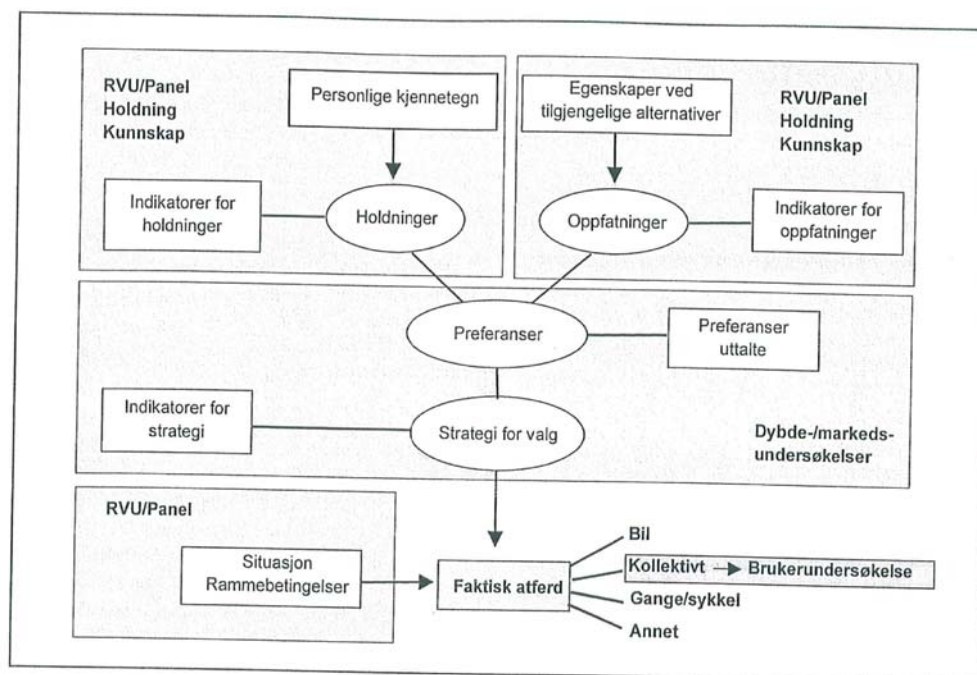 RVU/Panel
Holdning
Kunnskap
Personlige kjennetegn
Indikatorer for
holdninger
Holdninger
Egenskaper ved
tilgjengelige alternativer
RVU/Panel
Holdning
Kunnskap
Oppfatninger
Indikatorer for
oppfatninger
Preferanser
Preferanser
uttalte
Indikatorer for
strategi
Strategi for valg
Dybde-/markeds-
undersøkelser
RVU/Panel
Situasjon
Rammebetingelser
Faktisk atferd
Bil
Kollektivt
Brukerundersøkelse
Gange/sykkel
Annet